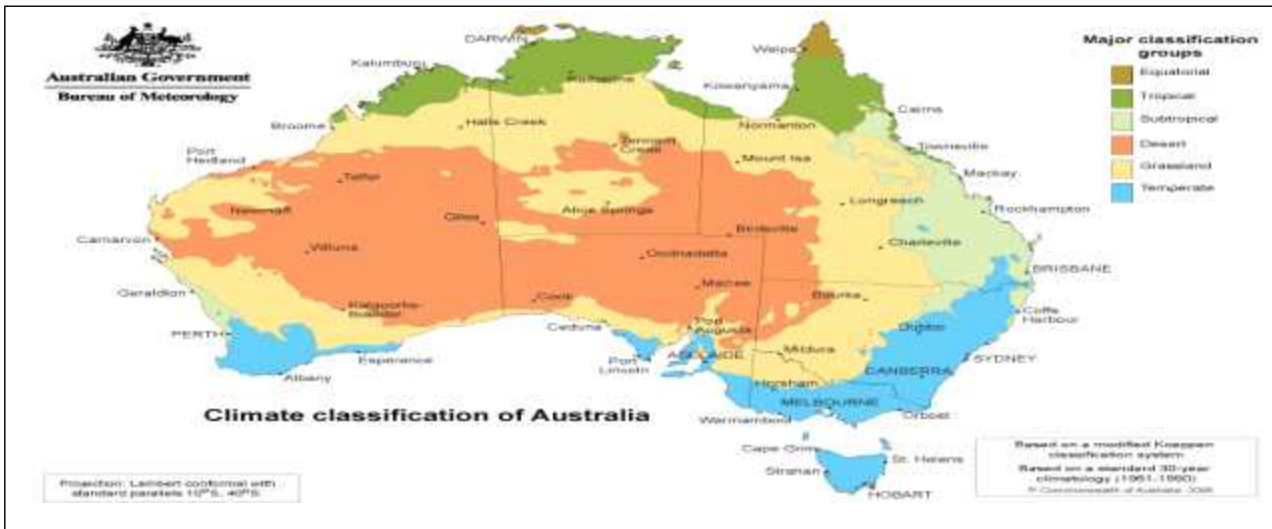 Australian Government
Bureau of Meteorology
Climate classification of Australia
Projection: Lambert conformal with
standard parallels 10°S, 40°S.
Major classification
groups
Equatorial
Tropical
Subtropical
Desert
Grassland
Temperate
Based on a modified Koeppen
classification system
Based on a standard 30-year
climatology (1961-1990)
© Commonwealth of Australia
DARWIN
Weipa
Kalumburu
Katherine
Kowanyama
Cairns
Broome
Halls Creek
Normanton
Port
Hedland
Tennant
Creek
Townsville
Mount Isa
Telfer
Mackay
Newman
Alice Springs
Longreach
Rockhampton
Giles
Birdsville
Carnarvon
Wiluna
Oodnadatta
Charleville
BRISBANE
Geraldton
Kalgoorlie-
Boulder
Cook
Marree
Bourke
Coffs
Harbour
PERTH
Ceduna
Port
Augusta
Dubbo
Esperance
Port
Lincoln
ADELAIDE
Mildura
SYDNEY
Albany
Horsham
CANBERRA
MELBOURNE
Warrnambool
Orbost
Cape Grim
St. Helens
Strahan
HOBART